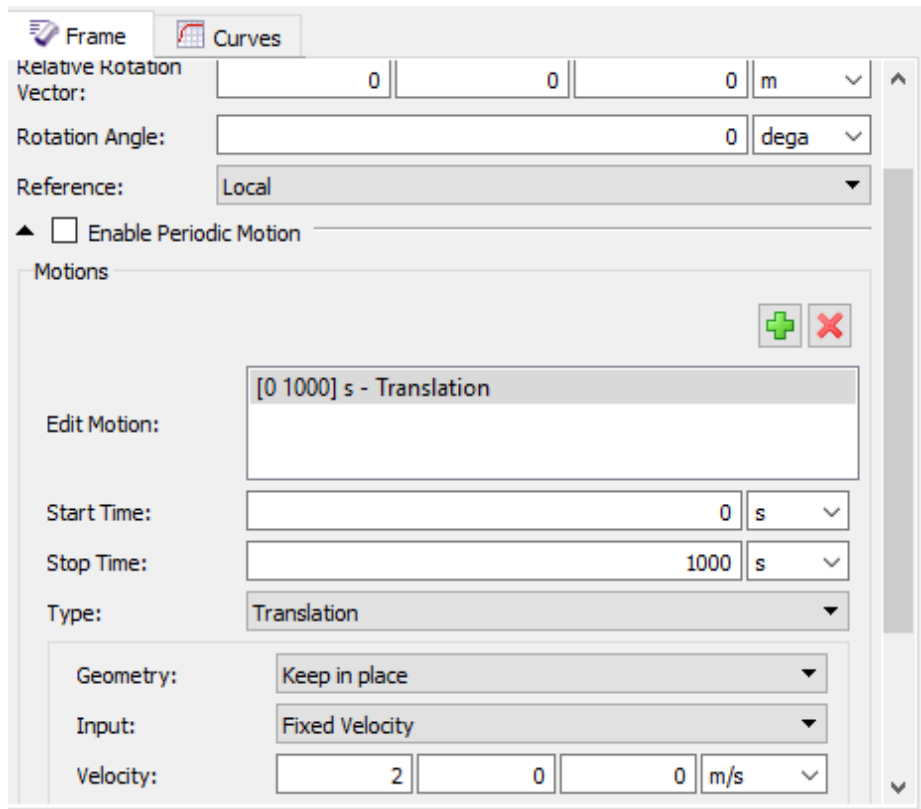 Frame Curves
Relative Rotation
Vector: 0 0 0 m
Rotation Angle: 0 dega
Reference: Local
Enable Periodic Motion
Motions
[0 1000] s - Translation
Edit Motion:
Start Time: 0 s
Stop Time: 1000 s
Type: Translation
Geometry: Keep in place
Input: Fixed Velocity
Velocity: 2 0 0 m/s